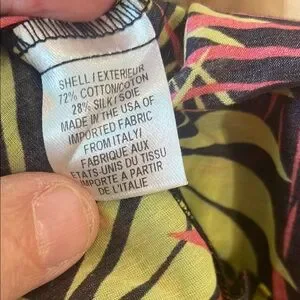 SHELL/EXTERIEUR
72% COTTON/COTON
28% SILK/SOIE
MADE IN THE USA OF
IMPORTED FABRIC
FROM ITALY/
FABRIQUE AUX
ETATS-UNIS DU TISSU
IMPORTE A PARTIR
DE L'ITALIE